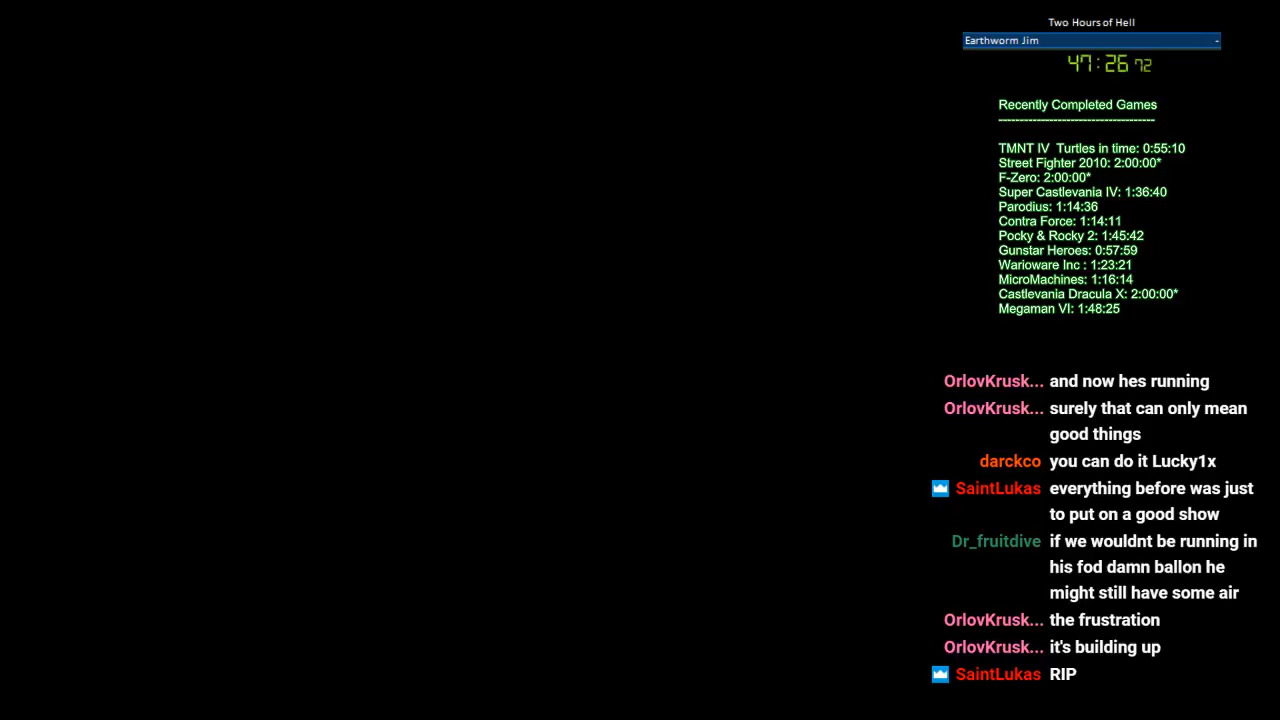 Two Hours of Hell
Earthworm Jim -
47:26 72
Recently Completed Games
---------------------------------------
TMNT IV  Turtles in time: 0:55:10
Street Fighter 2010: 2:00:00*
F-Zero: 2:00:00*
Super Castlevania IV: 1:36:40
Parodius: 1:14:36
Contra Force: 1:14:11
Pocky & Rocky 2: 1:45:42
Gunstar Heroes: 0:57:59
Warioware Inc : 1:23:21
MicroMachines: 1:16:14
Castlevania Dracula X: 2:00:00*
Megaman VI: 1:48:25
OrlovKrusk... and now hes running
OrlovKrusk... surely that can only mean
good things
darckco you can do it Lucky1x
SaintLukas everything before was just
to put on a good show
Dr_fruitdive if we wouldnt be running in
his fod damn ballon he
might still have some air
OrlovKrusk... the frustration
OrlovKrusk... it's building up
SaintLukas RIP